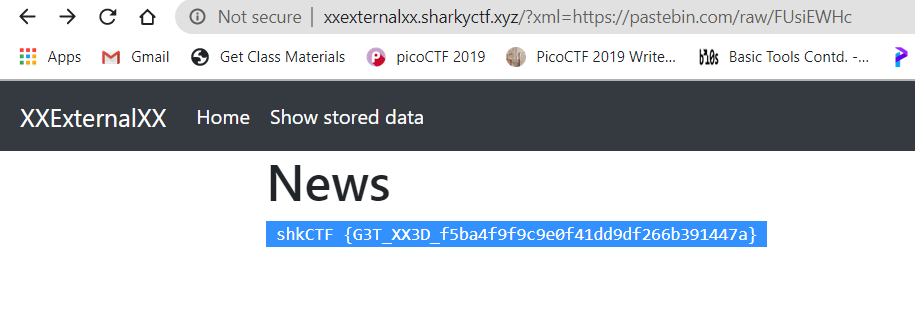 Not secure | xxexternalxx.sharkyctf.xyz/?xml=https://pastebin.com/raw/FUsiEWHc
Apps M Gmail Get Class Materials picoCTF 2019 PicoCTF 2019 Write... b10s Basic Tools Contd. -...
XXExternalXX Home Show stored data
News
shkCTF {G3T_XX3D_f5ba4f9f9c9e0f41dd9df266b391447a}